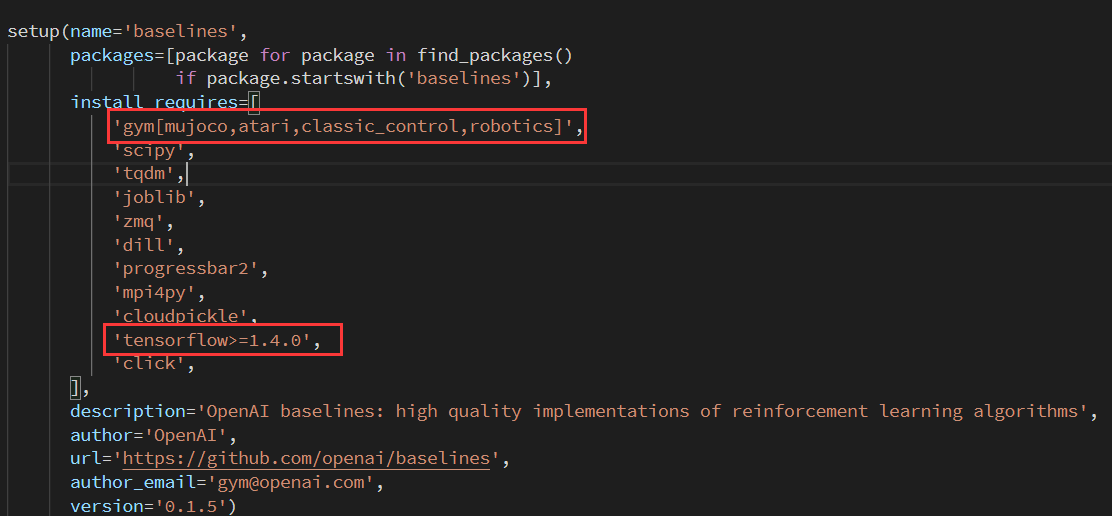 setup(name='baselines',
packages=[package for package in find_packages()
if package.startswith('baselines')],
install_requires=[
'gym[mujoco,atari,classic_control,robotics]',
'scipy',
'tqdm',
'joblib',
'zmq',
'dill',
'progressbar2',
'mpi4py',
'cloudpickle',
'tensorflow>=1.4.0',
'click',
],
description='OpenAI baselines: high quality implementations of reinforcement learning algorithms',
author='OpenAI',
url='https://github.com/openai/baselines',
author_email='gym@openai.com',
version='0.1.5')